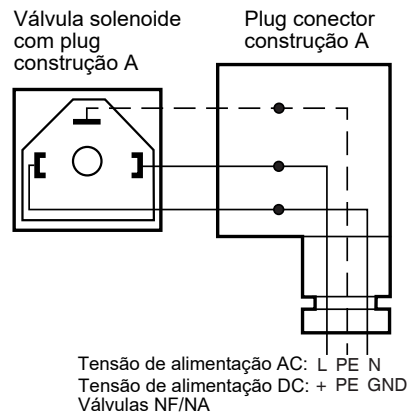 Válvula solenoide
com plug
construção A
Plug conector
construção A
Tensão de alimentação AC: L PE N
Tensão de alimentação DC: + PE GND
Válvulas NF/NA